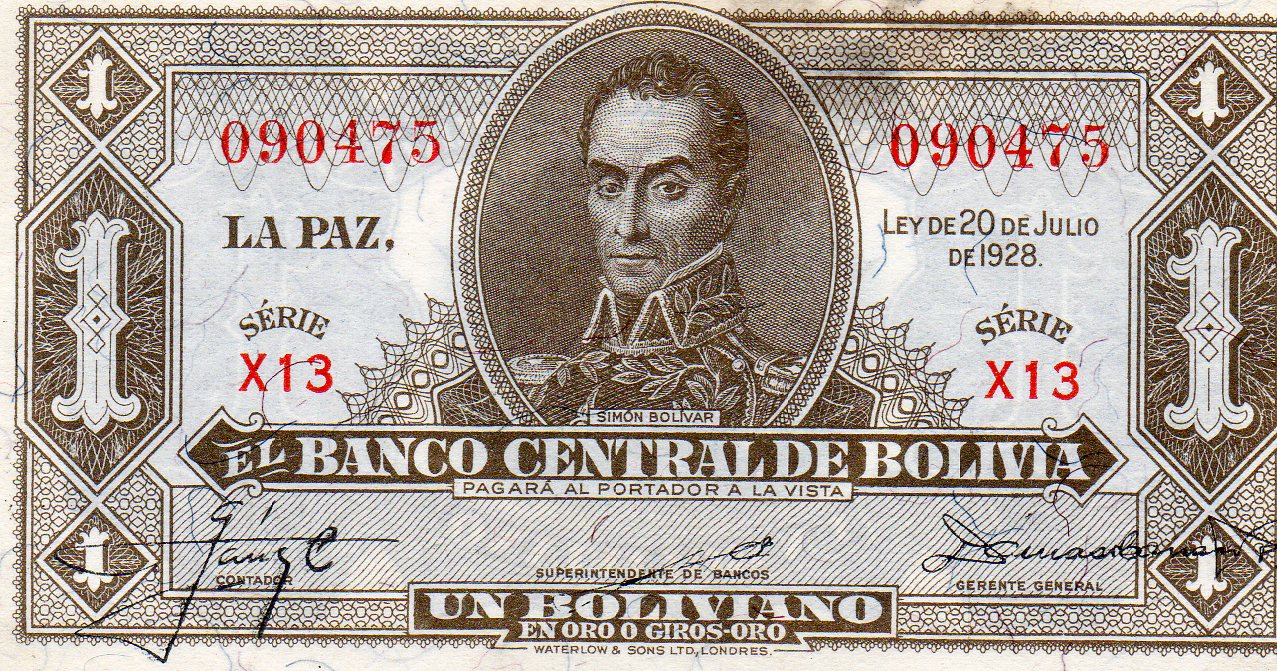 1 1
090475 090475
LA PAZ, LEY DE 20 DE JULIO
DE 1928.
1 1
SÉRIE SÉRIE
X13 X13
SIMÓN BOLÍVAR
EL BANCO CENTRAL DE BOLIVIA
PAGARÁ AL PORTADOR A LA VISTA
1 1
CONTADOR SUPERINTENDENTE DE BANCOS GERENTE GENERAL
UN BOLIVIANO
EN ORO O GIROS-ORO
WATERLOW & SONS LTD, LONDRES.